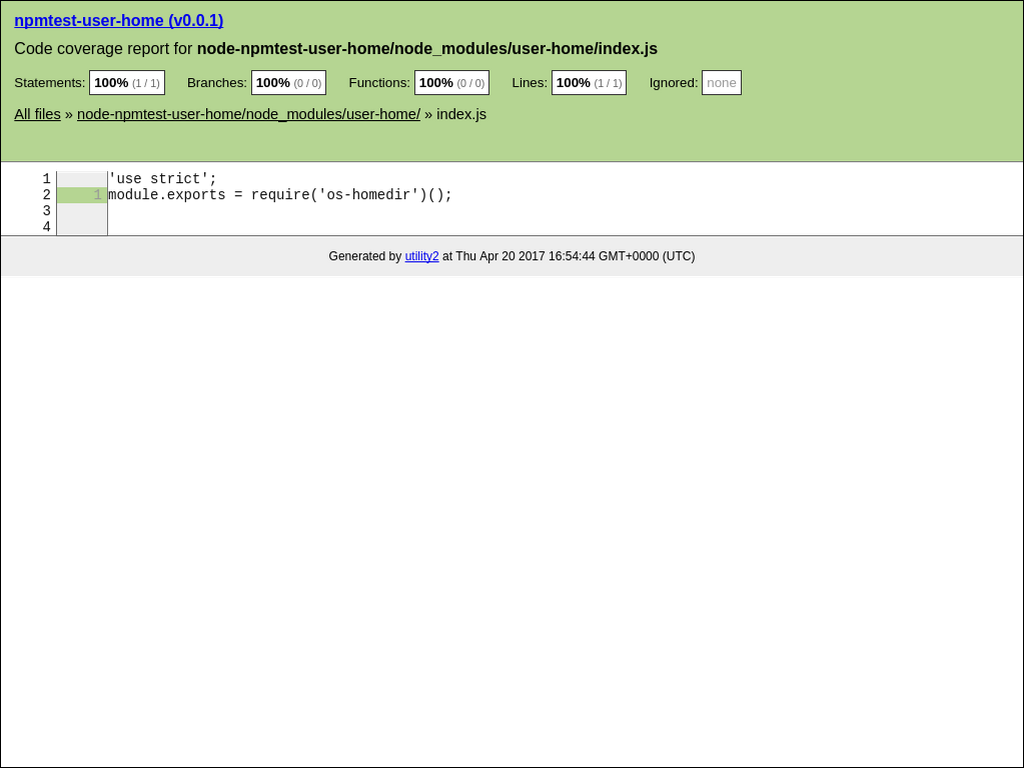 npmtest-user-home (v0.0.1)
Code coverage report for node-npmtest-user-home/node_modules/user-home/index.js
Statements: 100% (1 / 1) Branches: 100% (0 / 0) Functions: 100% (0 / 0) Lines: 100% (1 / 1) Ignored: none
All files » node-npmtest-user-home/node_modules/user-home/ » index.js
1 'use strict';
2 1 module.exports = require('os-homedir')();
3
4
Generated by utility2 at Thu Apr 20 2017 16:54:44 GMT+0000 (UTC)